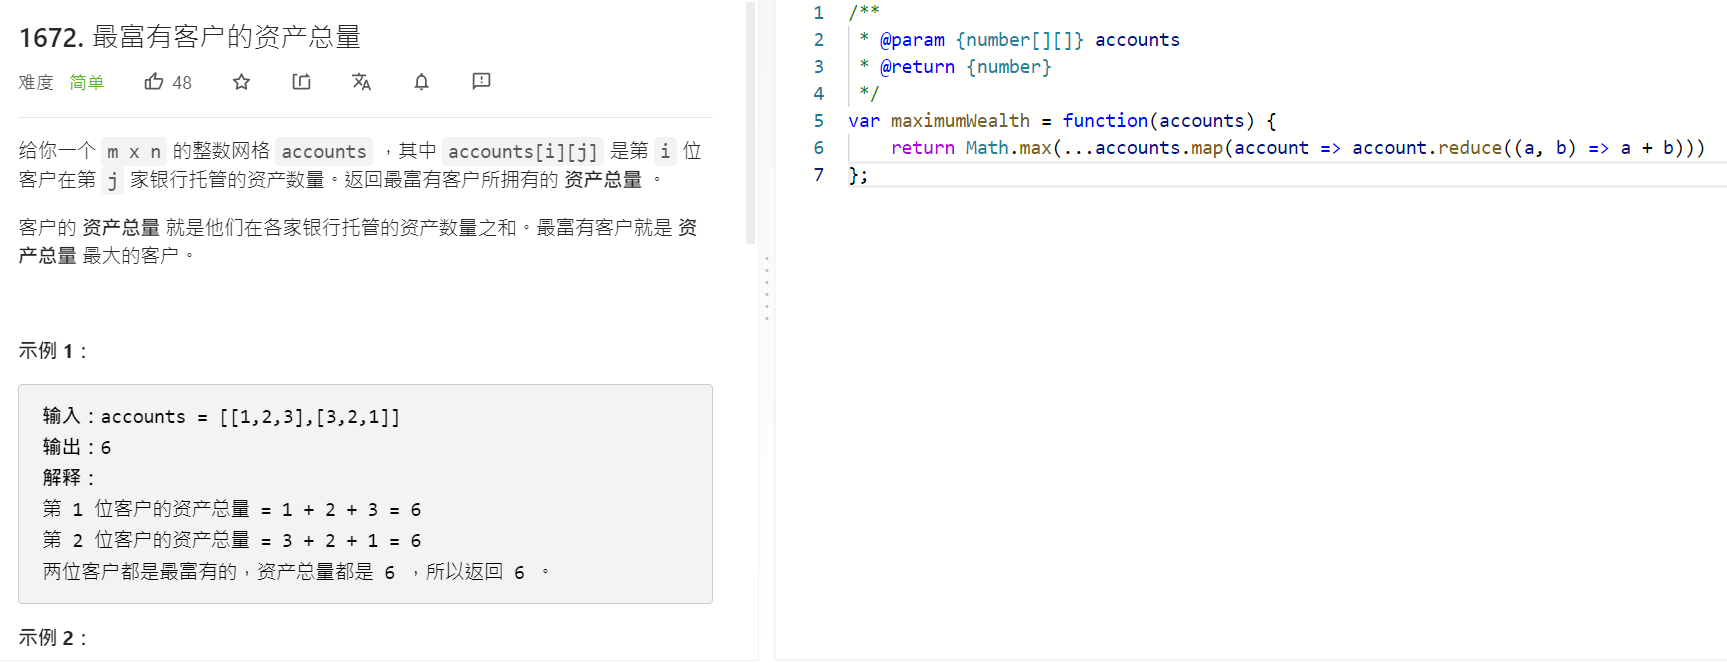 1672. 最富有客户的资产总量
难度 简单 48
给你一个 m x n 的整数网格 accounts ，其中 accounts[i][j] 是第 i 位
客户在第 j 家银行托管的资产数量。返回最富有客户所拥有的 资产总量 。
客户的 资产总量 就是他们在各家银行托管的资产数量之和。最富有客户就是 资
产总量 最大的客户。
示例 1：
输入：accounts = [[1,2,3],[3,2,1]]
输出：6
解释：
第 1 位客户的资产总量 = 1 + 2 + 3 = 6
第 2 位客户的资产总量 = 3 + 2 + 1 = 6
两位客户都是最富有的，资产总量都是 6 ，所以返回 6 。
示例 2：
1 /**
2  * @param {number[][]} accounts
3  * @return {number}
4  */
5 var maximumWealth = function(accounts) {
6     return Math.max(...accounts.map(account => account.reduce((a, b) => a + b)))
7 };